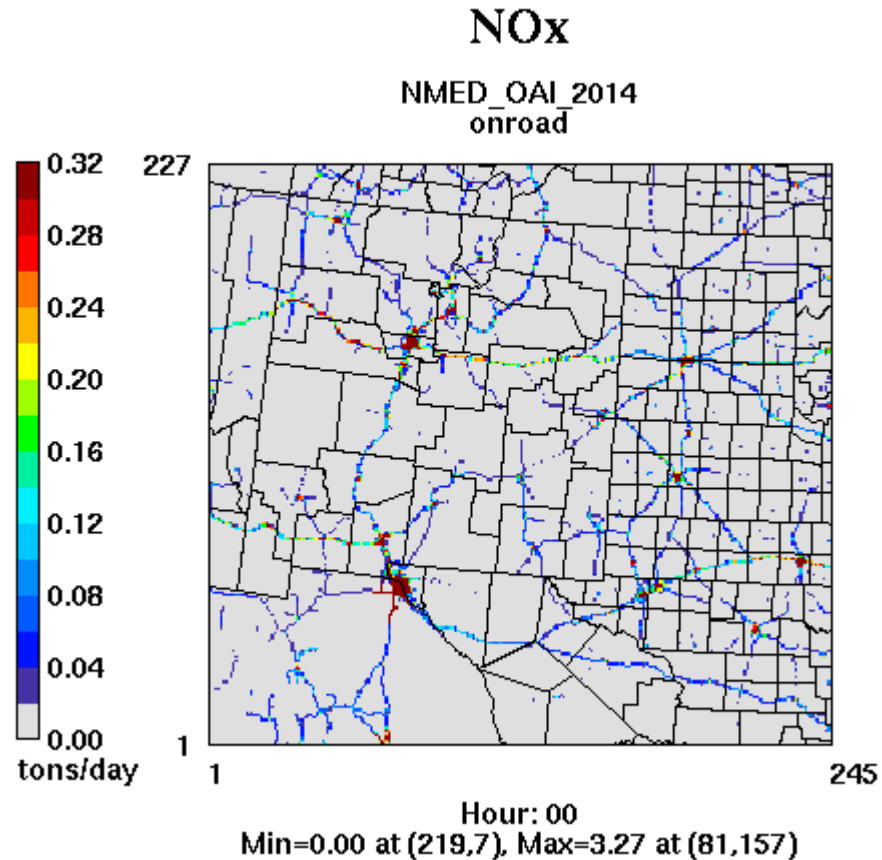 NOx
NMED_OAI_2014
onroad
0.32
0.28
0.24
0.20
0.16
0.12
0.08
0.04
0.00
tons/day
227
1
1
245
Hour: 00
Min=0.00 at (219,7), Max=3.27 at (81,157)